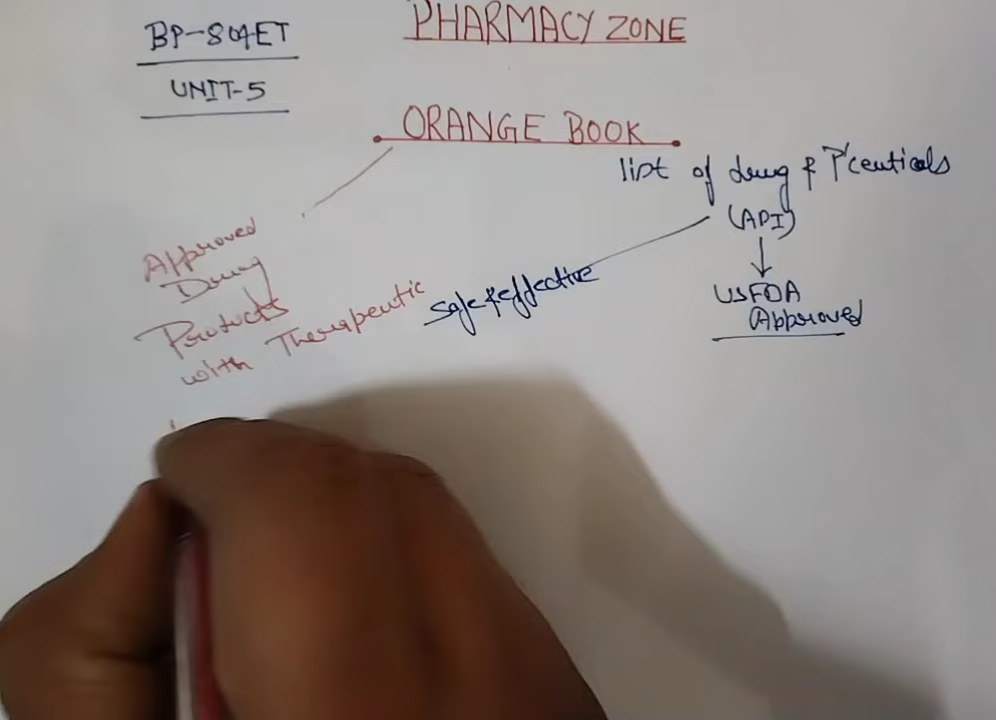 BP-804ET
UNIT-5
PHARMACY ZONE
ORANGE BOOK
list of drug & P'ceuticals
(API)
USFDA
Approved
safe & effective
Approved
Drug
Products
with Therapeutic